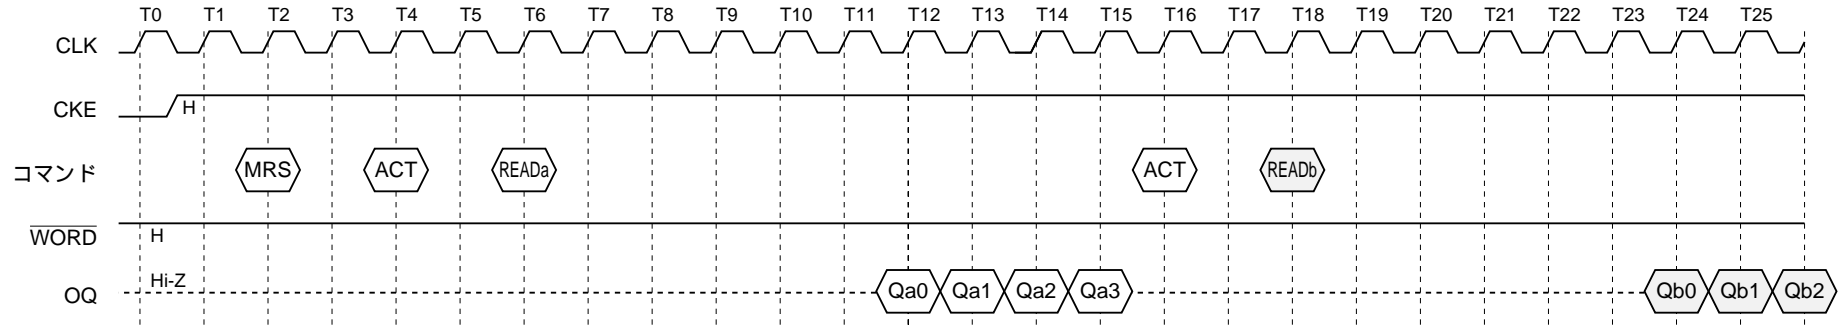 T0 T1 T2 T3 T4 T5 T6 T7 T8 T9 T10 T11 T12 T13 T14 T15 T16 T17 T18 T19 T20 T21 T22 T23 T24 T25
CLK
CKE H
コマンド MRS ACT READa ACT READb
WORD H
OQ Hi-Z Qa0 Qa1 Qa2 Qa3 Qb0 Qb1 Qb2